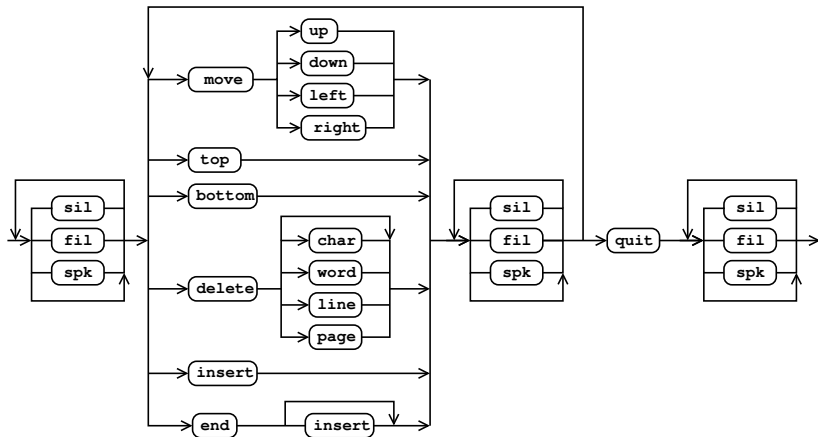 up
move
down
left
right
top
bottom
sil
sil
sil
char
fil
fil
quit
fil
word
spk
spk
spk
delete
line
page
insert
end
insert